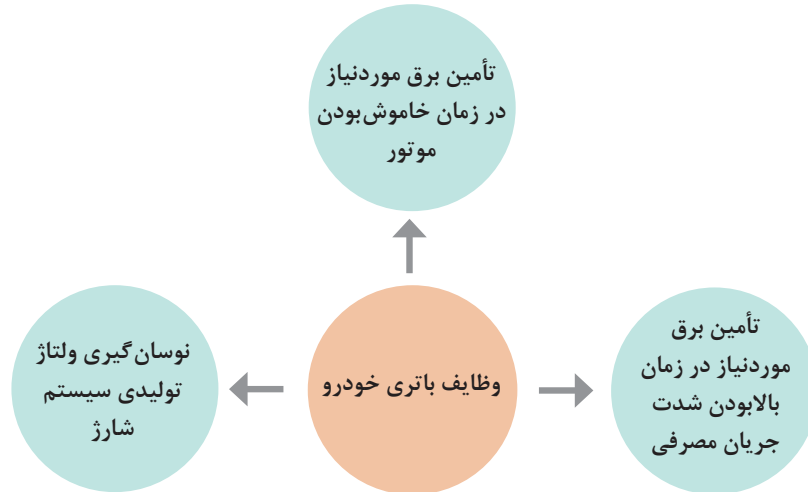 تأمین برق موردنیاز
در زمان خاموش‌بودن
موتور
تأمین برق
موردنیاز در زمان
بالابودن شدت
جریان مصرفی
وظایف باتری خودرو
نوسان‌گیری ولتاژ
تولیدی سیستم
شارژ